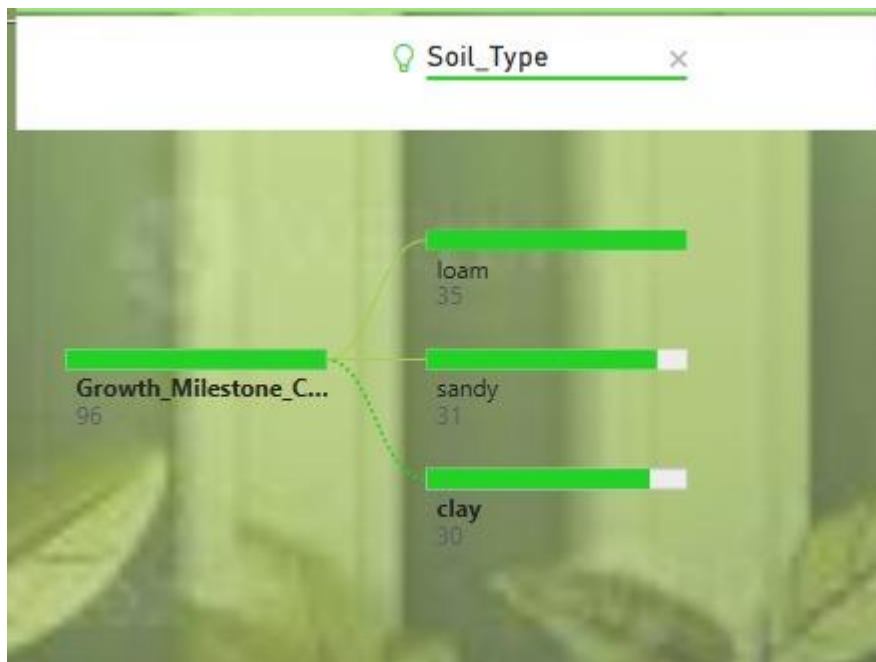 Soil_Type
loam
35
Growth_Milestone_C...
96
sandy
31
clay
30